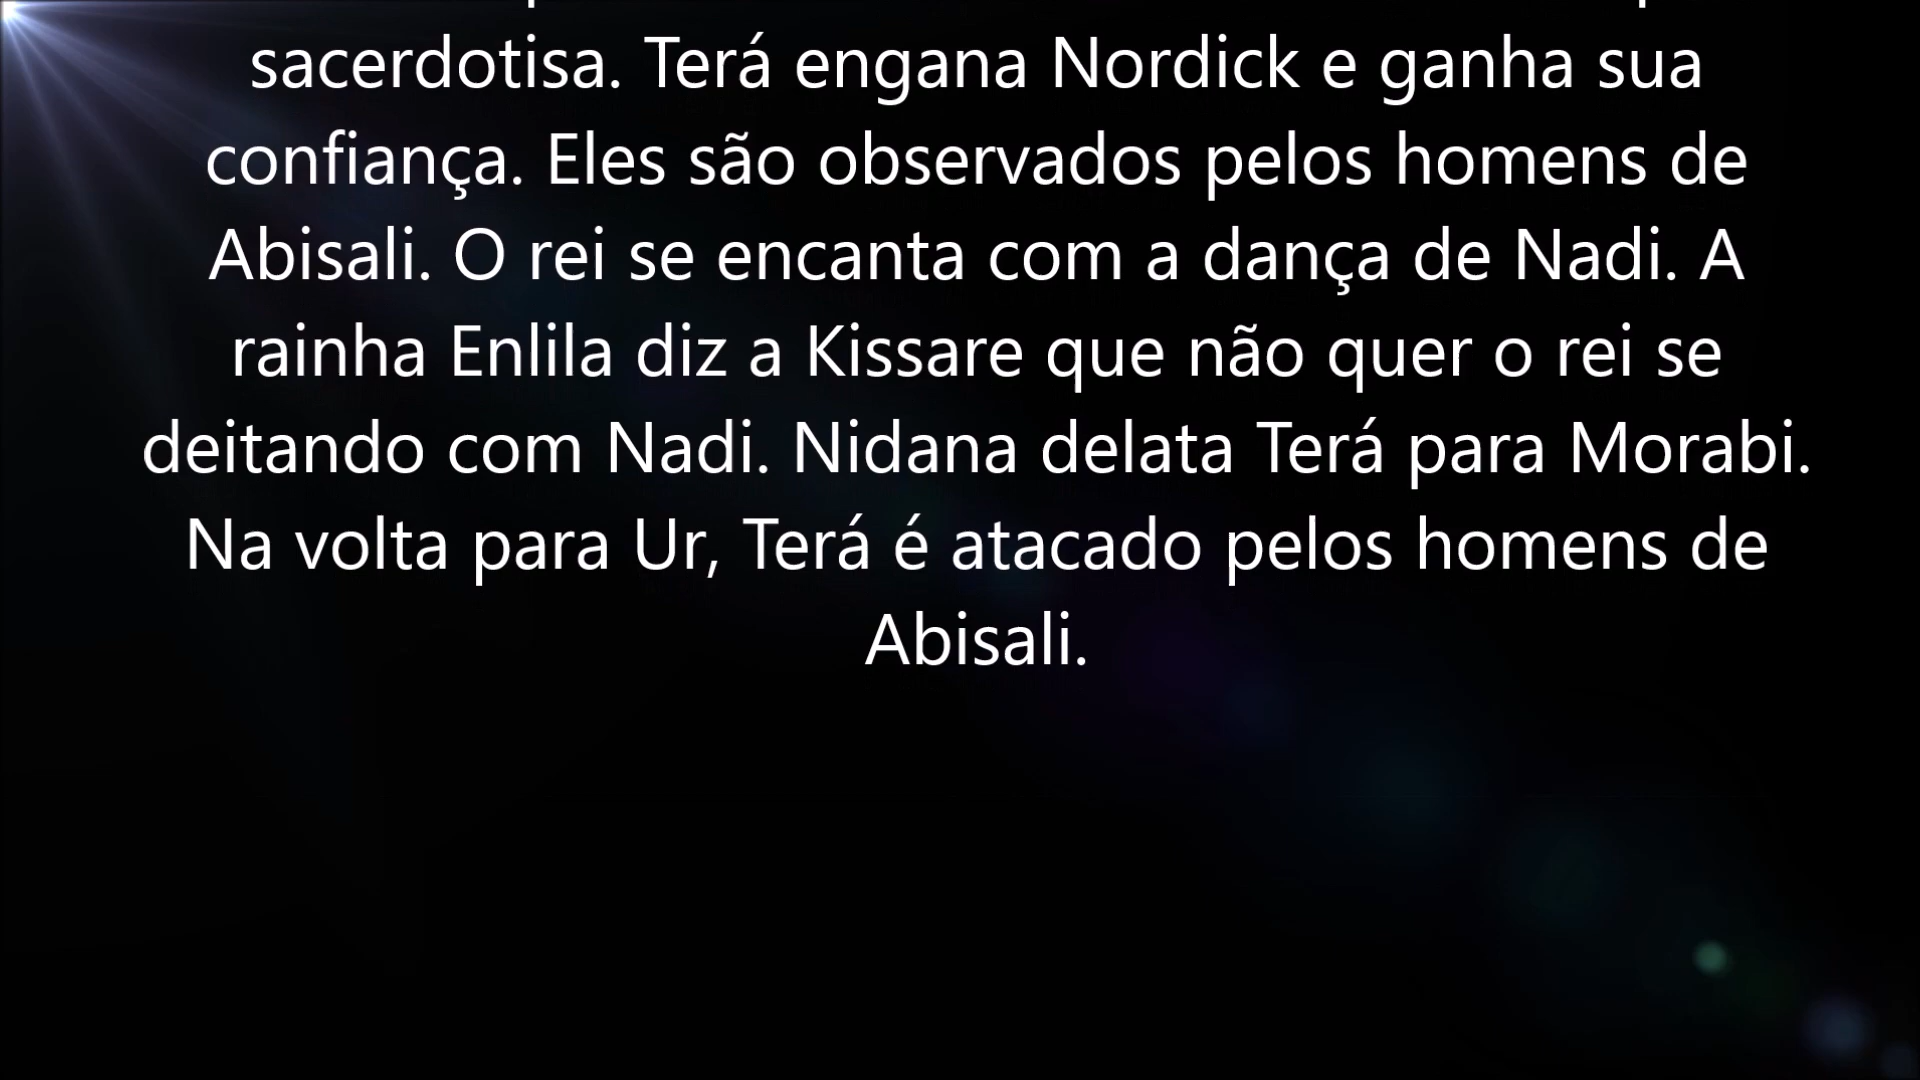 sacerdotisa. Terá engana Nordick e ganha sua
confiança. Eles são observados pelos homens de
Abisali. O rei se encanta com a dança de Nadi. A
rainha Enlila diz a Kissare que não quer o rei se
deitando com Nadi. Nidana delata Terá para Morabi.
Na volta para Ur, Terá é atacado pelos homens de
Abisali.